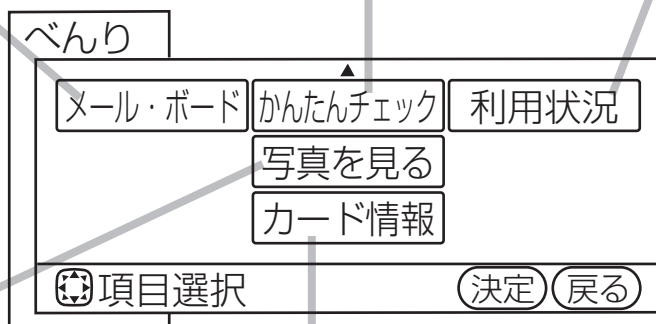 べんり
▲
メール・ボード かんたんチェック 利用状況
写真を見る
カード情報
項目選択 決定 戻る